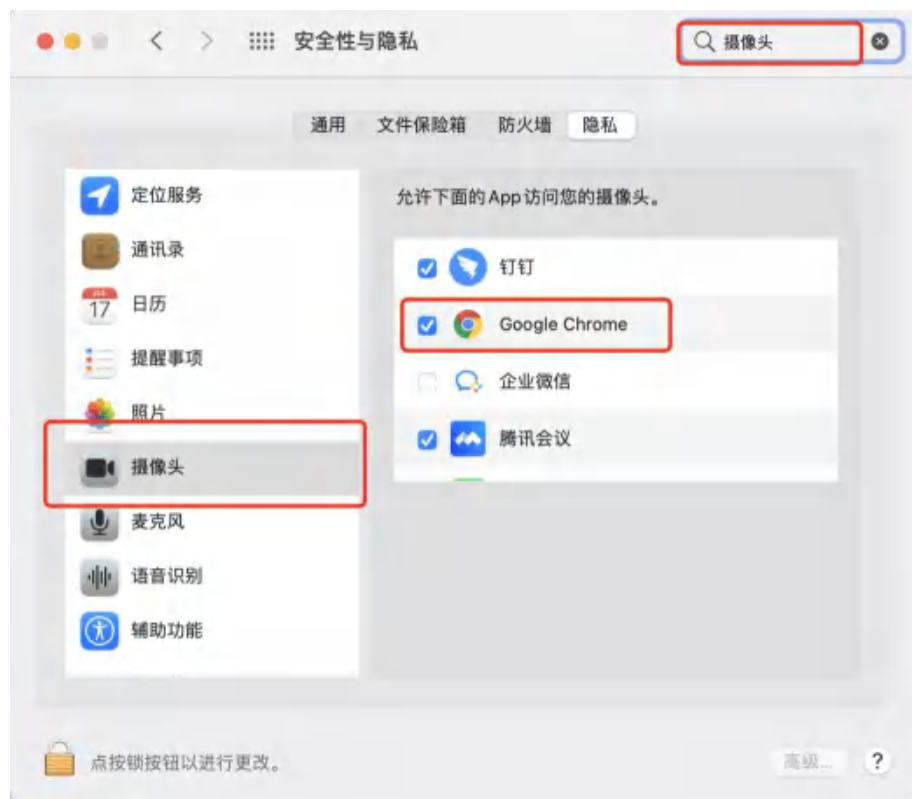 安全性与隐私
摄像头
通用 文件保险箱 防火墙 隐私
定位服务
通讯录
17 日历
提醒事项
照片
摄像头
麦克风
语音识别
辅助功能
允许下面的App访问您的摄像头。
钉钉
Google Chrome
企业微信
腾讯会议
点按锁按钮以进行更改。
高级...
?